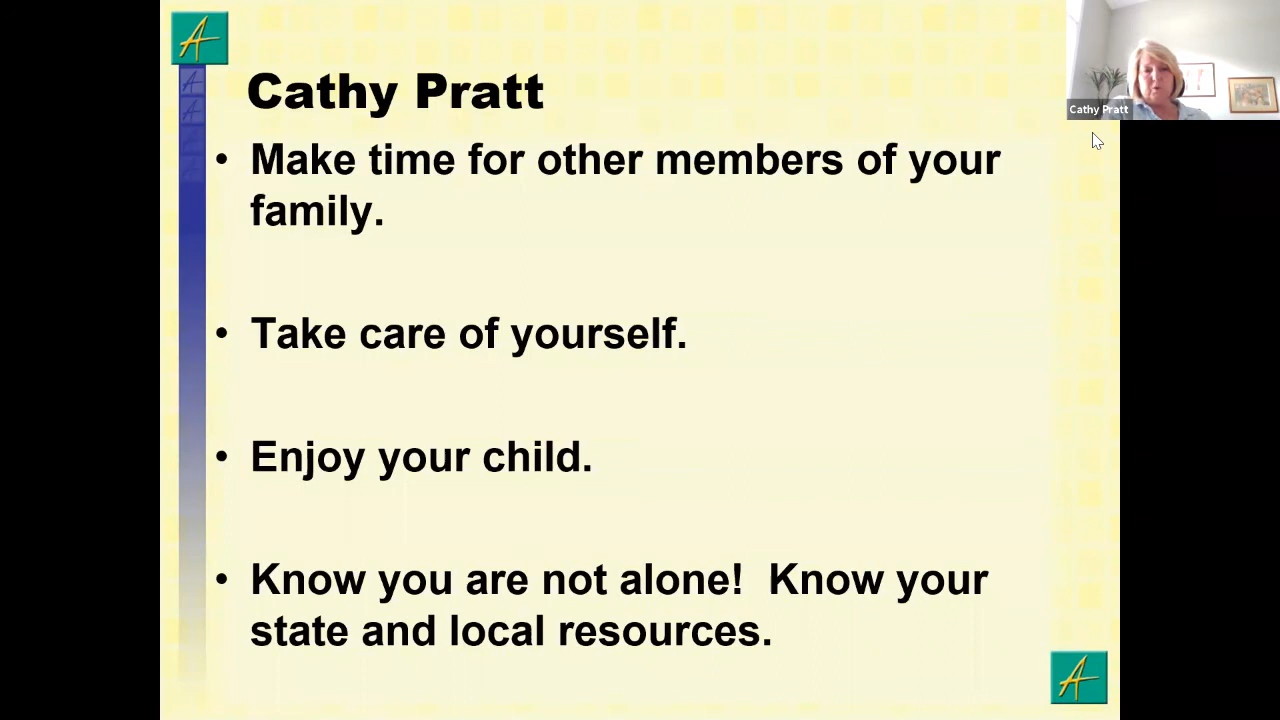 Cathy Pratt
Cathy Pratt
• Make time for other members of your
family.
• Take care of yourself.
• Enjoy your child.
• Know you are not alone!  Know your
state and local resources.